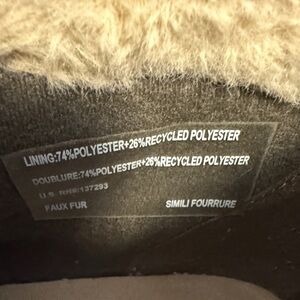 LINING:74%POLYESTER+26%RECYCLED POLYESTER
DOUBLURE:74%POLYESTER+26%RECYCLED POLYESTER
U.S. RN#:137293
FAUX FUR SIMILI FOURRURE